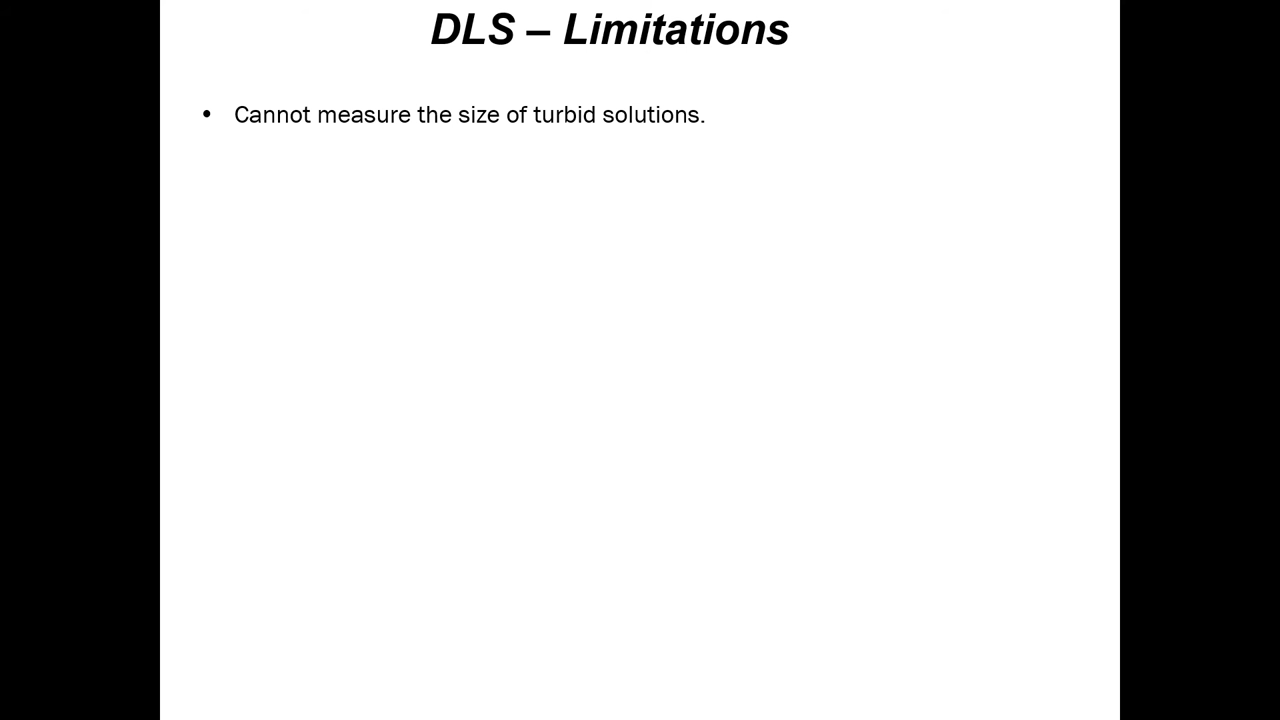 DLS – Limitations
• Cannot measure the size of turbid solutions.